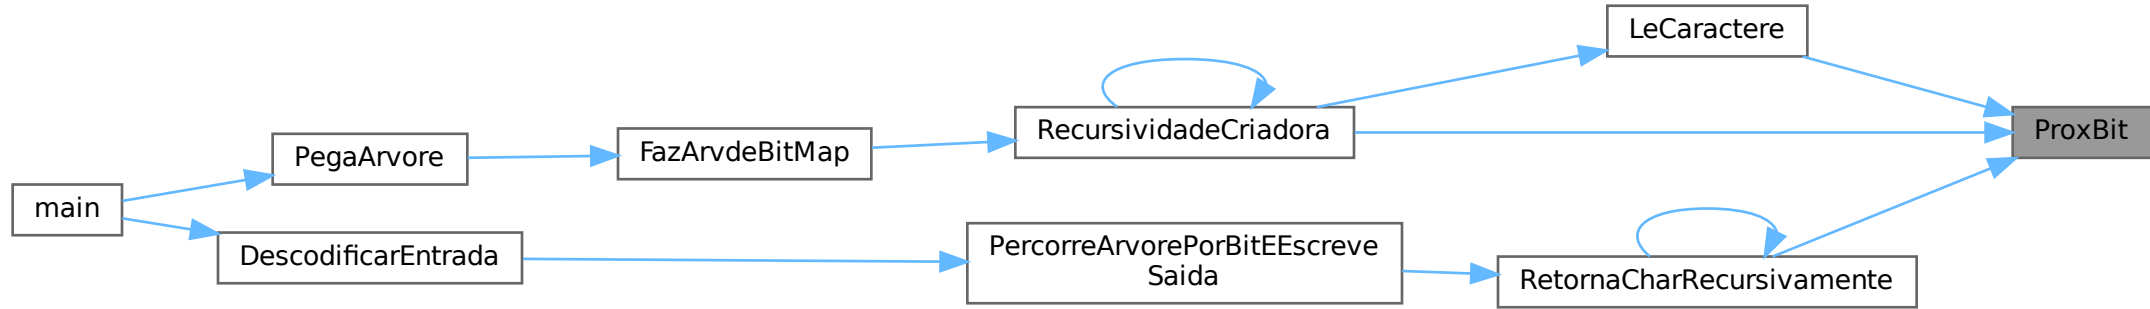 LeCaractere
ProxBit
RecursividadeCriadora
FazArvdeBitMap
PegaArvore
main
DescodificarEntrada
PercorreArvorePorBitEEscreve
Saida
RetornaCharRecursivamente